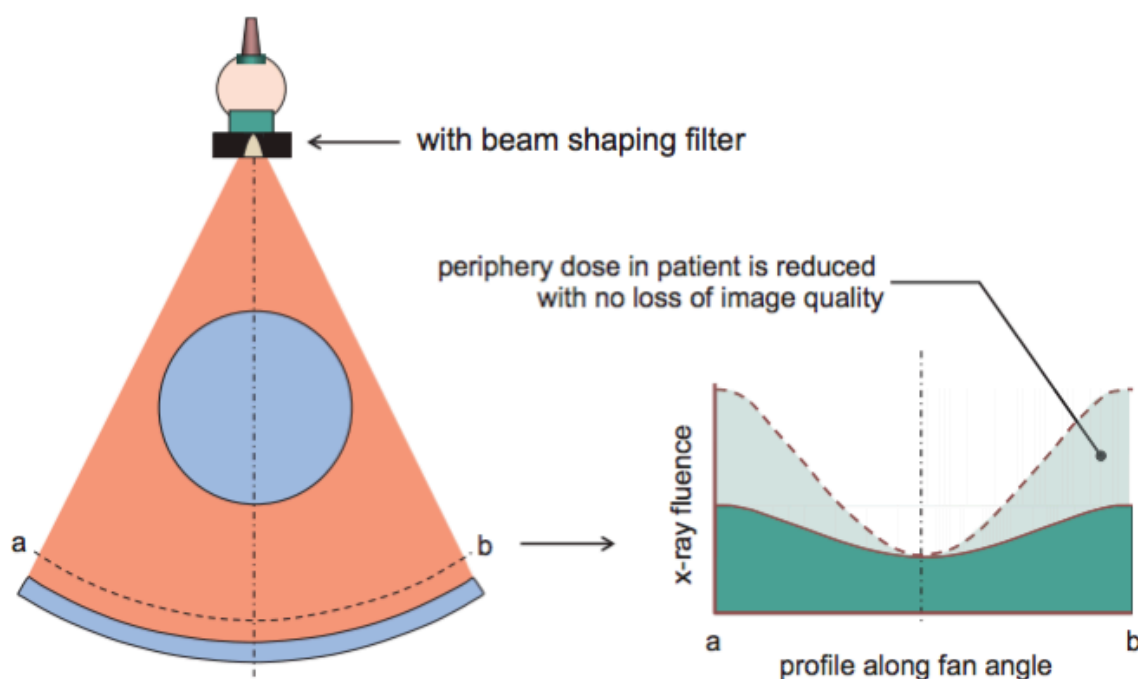 with beam shaping filter
periphery dose in patient is reduced
with no loss of image quality
a
b
x-ray fluence
a
b
profile along fan angle